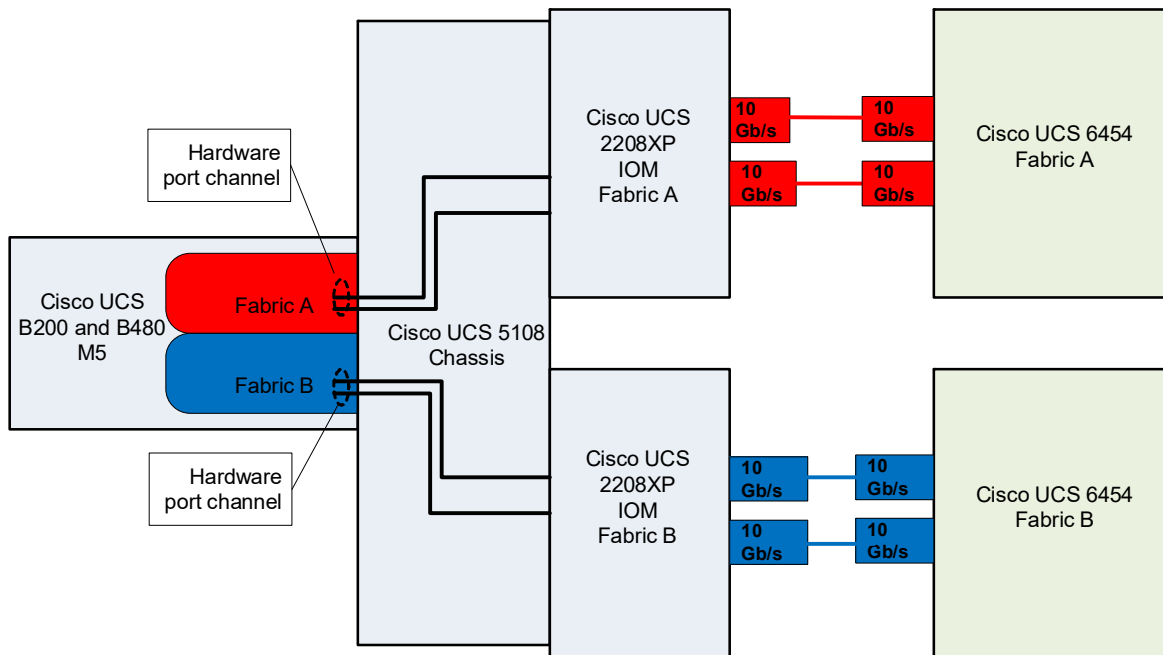 Hardware
port channel
Cisco UCS
B200 and B480
M5
Fabric A
Fabric B
Hardware
port channel
Cisco UCS 5108
Chassis
Cisco UCS
2208XP
IOM
Fabric A
10
Gb/s
10
Gb/s
10
Gb/s
10
Gb/s
Cisco UCS 6454
Fabric A
Cisco UCS
2208XP
IOM
Fabric B
10
Gb/s
10
Gb/s
10
Gb/s
10
Gb/s
Cisco UCS 6454
Fabric B